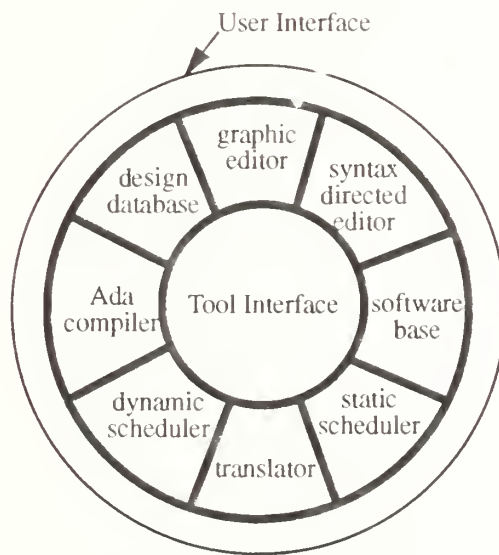 User Interface
graphic
editor
syntax
directed
editor
design
database
Ada
compiler
Tool Interface
software
base
dynamic
scheduler
static
scheduler
translator